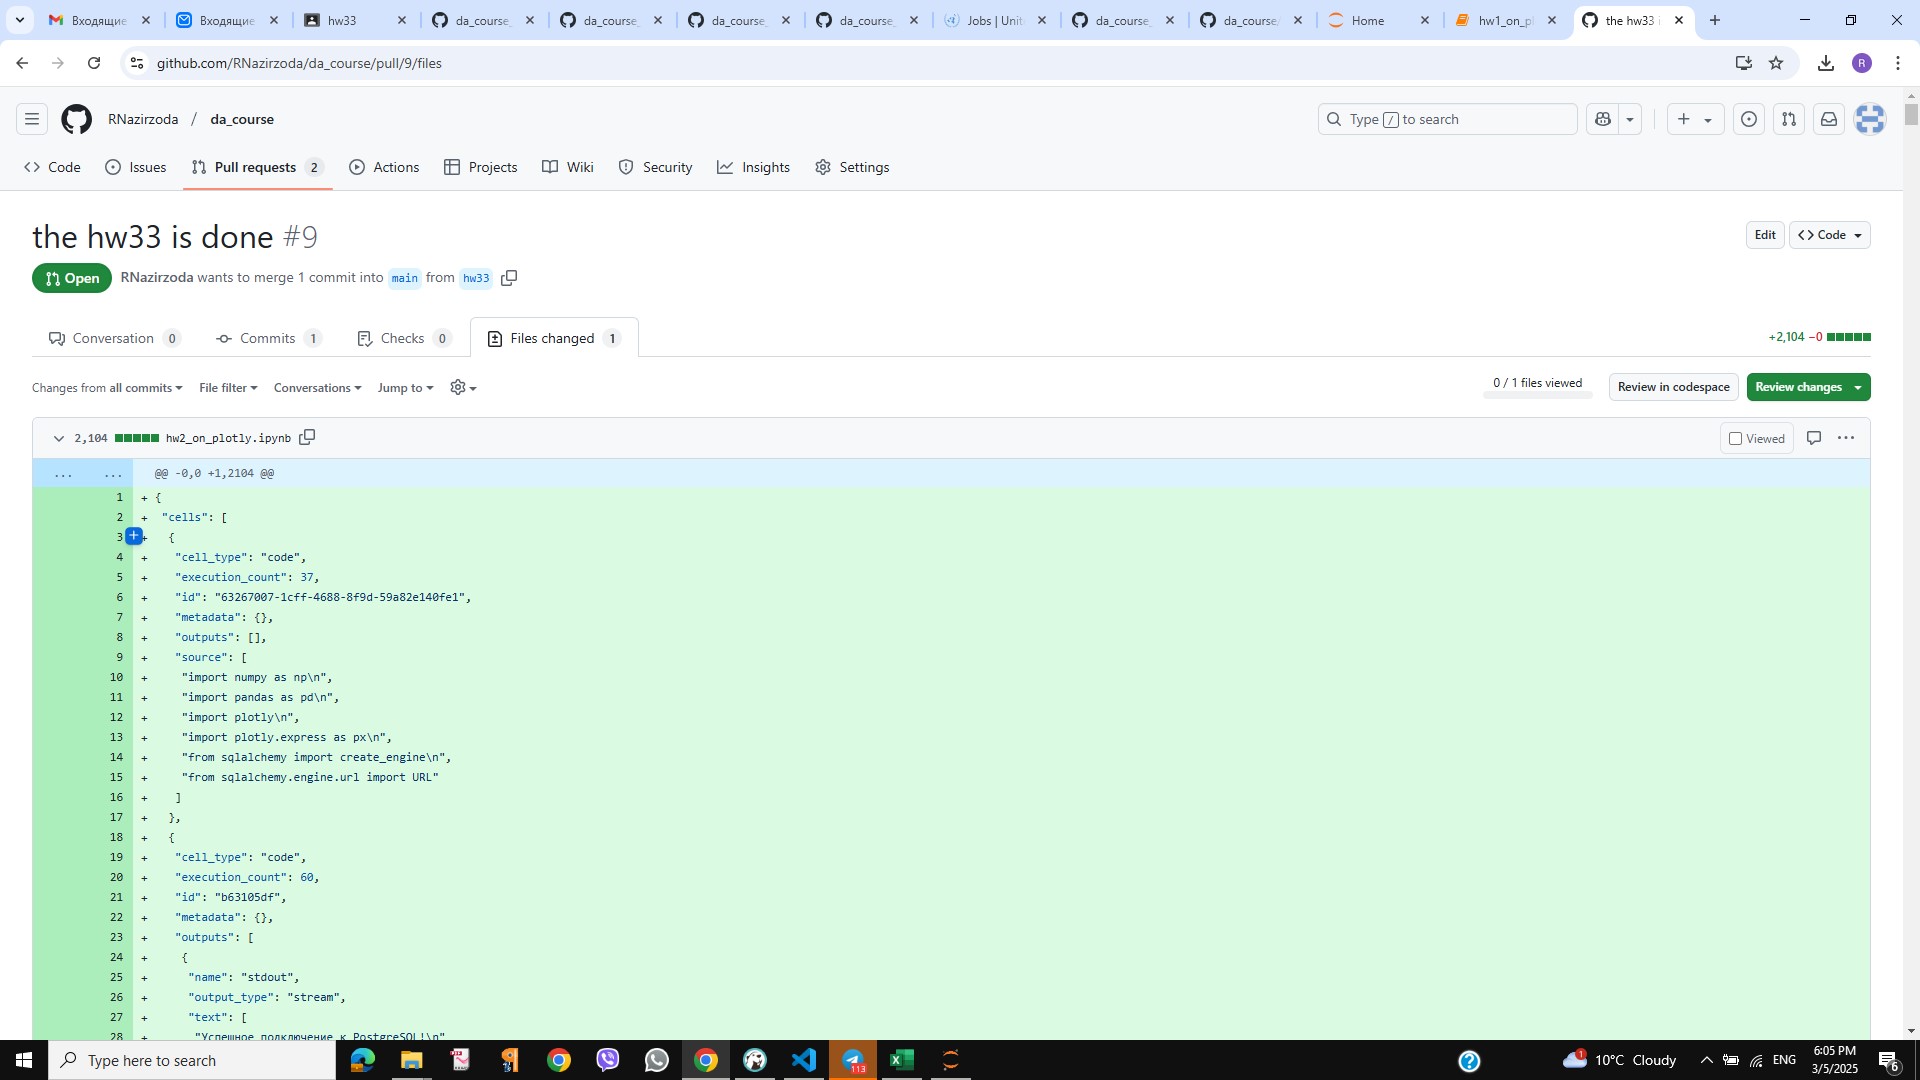 Входящие
Входящие
hw33
da_course_
da_course_
da_course_
da_course_
Jobs | Unit
da_course_
da_course/
Home
hw1_on_pl
the hw33 i
github.com/RNazirzoda/da_course/pull/9/files
R
RNazirzoda / da_course
Type / to search
Code
Issues
Pull requests 2
Actions
Projects
Wiki
Security
Insights
Settings
the hw33 is done #9
Edit
<> Code
Open
RNazirzoda wants to merge 1 commit into main from hw33
Conversation 0
Commits 1
Checks 0
Files changed 1
+2,104 −0
Changes from all commits
File filter
Conversations
Jump to
0 / 1 files viewed
Review in codespace
Review changes
2,104 hw2_on_plotly.ipynb
Viewed
... ... @@ -0,0 +1,2104 @@
1 + {
2 + "cells": [
3 + {
4 + "cell_type": "code",
5 + "execution_count": 37,
6 + "id": "63267007-1cff-4688-8f9d-59a82e140fe1",
7 + "metadata": {},
8 + "outputs": [],
9 + "source": [
10 + "import numpy as np\n",
11 + "import pandas as pd\n",
12 + "import plotly\n",
13 + "import plotly.express as px\n",
14 + "from sqlalchemy import create_engine\n",
15 + "from sqlalchemy.engine.url import URL"
16 + ]
17 + },
18 + {
19 + "cell_type": "code",
20 + "execution_count": 60,
21 + "id": "b63105df",
22 + "metadata": {},
23 + "outputs": [
24 + {
25 + "name": "stdout",
26 + "output_type": "stream",
27 + "text": [
28 + "Успешное подключение к PostgreSQL!\n"
Type here to search
113
1
10°C Cloudy
ENG
6:05 PM
3/5/2025
6